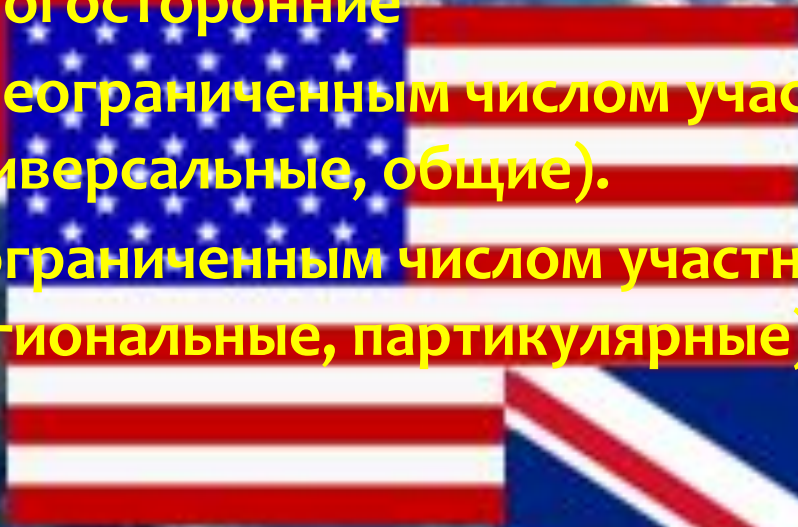 огосторонние
еограниченным числом учас
иверсальные, общие).
ограниченным числом участн
гиональные, партикулярные)